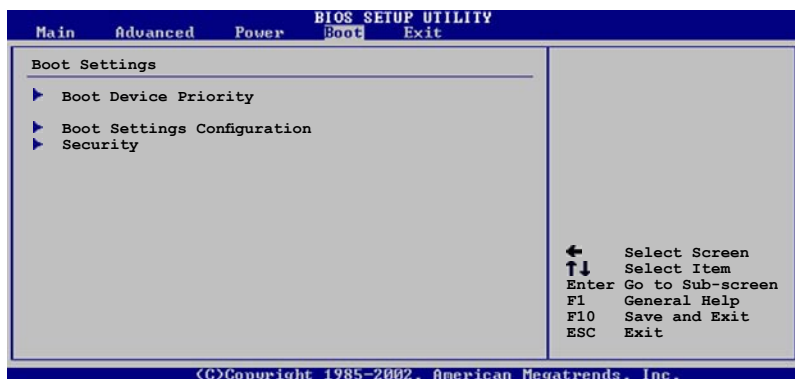 BIOS SETUP UTILITY
Main Advanced Power Boot Exit
Boot Settings
Boot Device Priority
Boot Settings Configuration
Security
← Select Screen
↑↓ Select Item
Enter Go to Sub-screen
F1 General Help
F10 Save and Exit
ESC Exit
(C)Copyright 1985-2002, American Megatrends, Inc.